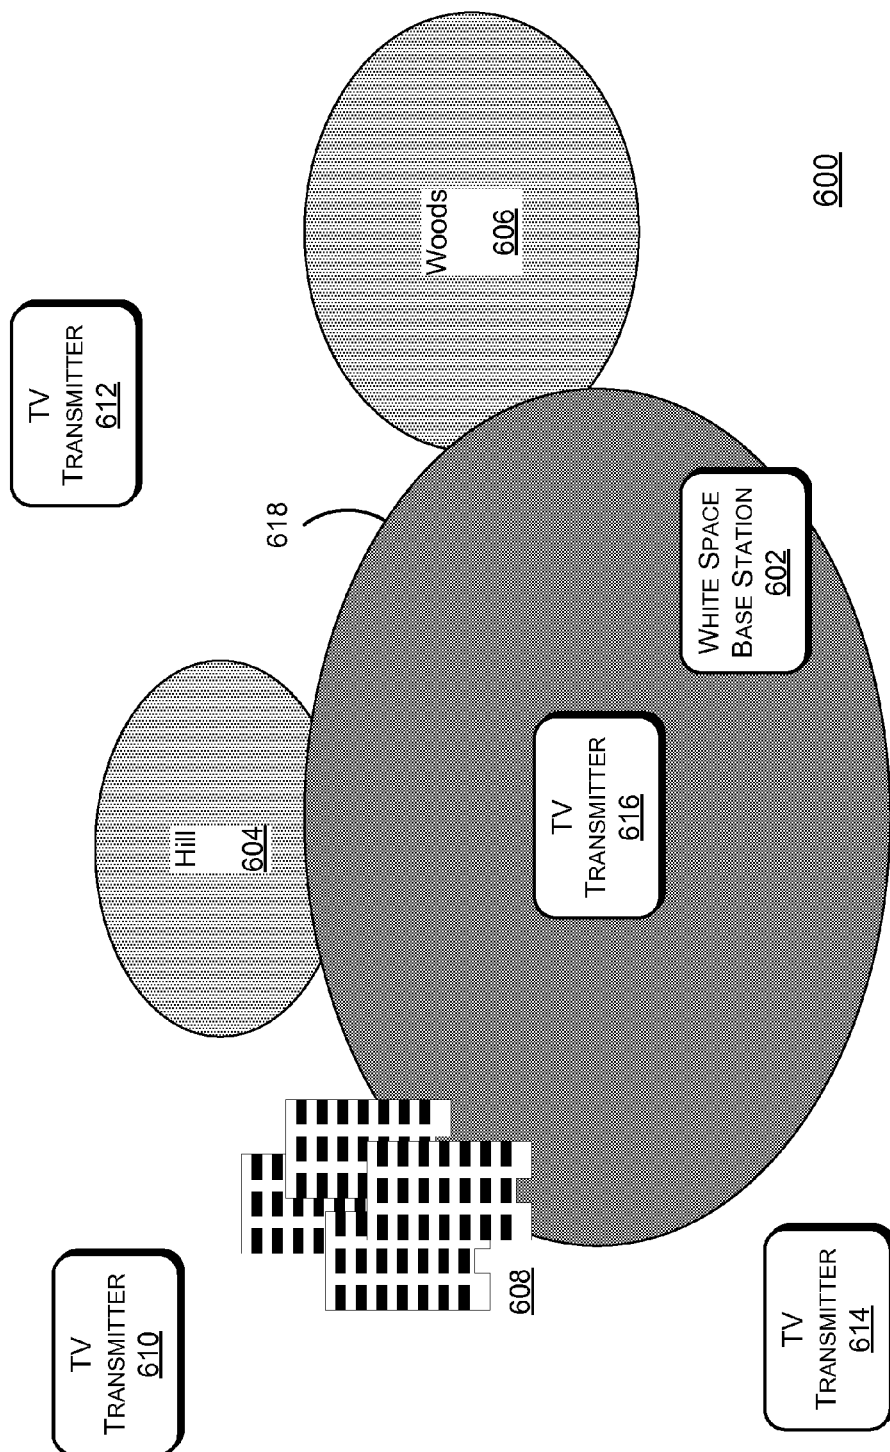 TV
TRANSMITTER
610
TV
TRANSMITTER
612
Hill
604
618
Woods
606
608
TV
TRANSMITTER
616
WHITE SPACE
BASE STATION
602
TV
TRANSMITTER
614
600